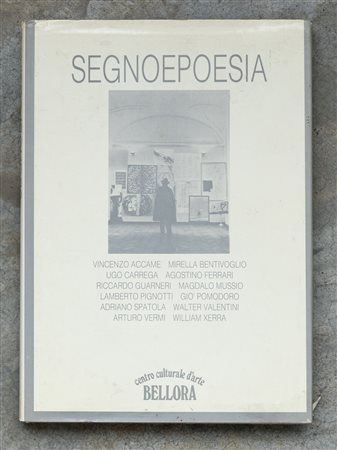 SEGNOEPOESIA
VINCENZO ACCAME MIRELLA BENTIVOGLIO
UGO CARREGA AGOSTINO FERRARI
RICCARDO GUARNERI MAGDALO MUSSIO
LAMBERTO PIGNOTTI GIO' POMODORO
ADRIANO SPATOLA WALTER VALENTINI
ARTURO VERMI WILLIAM XERRA
centro culturale d'arte
BELLORA